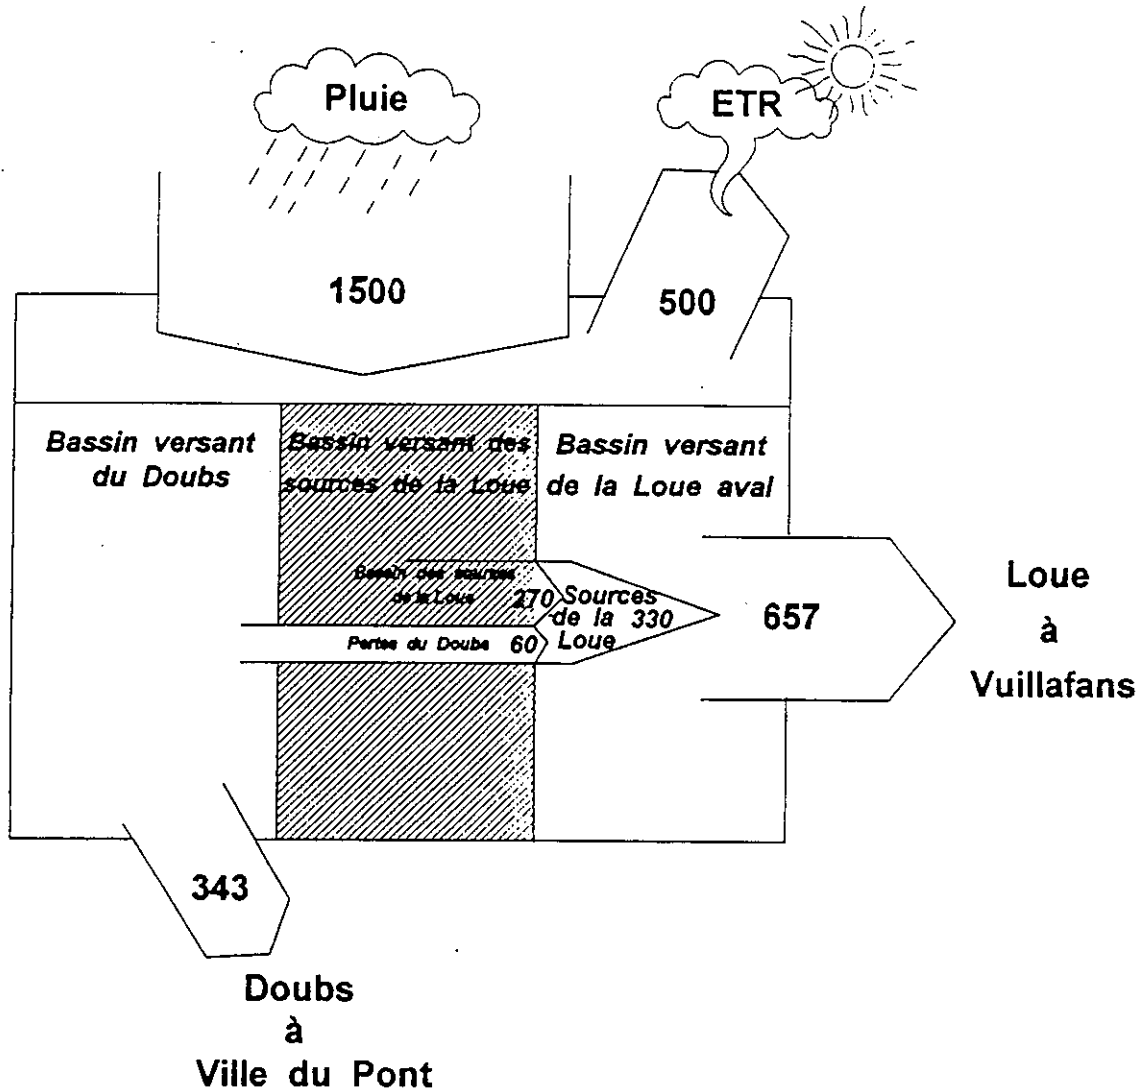 Pluie
ETR
1500
500
Bassin versant
du Doubs
Bassin versant des
sources de la Loue
Bassin versant
de la Loue aval
Bassin des sources
de la Loue
270
Sources
de la 330
Loue
Pertes du Doubs 60
657
Loue
à
Vuillafans
343
Doubs
à
Ville du Pont